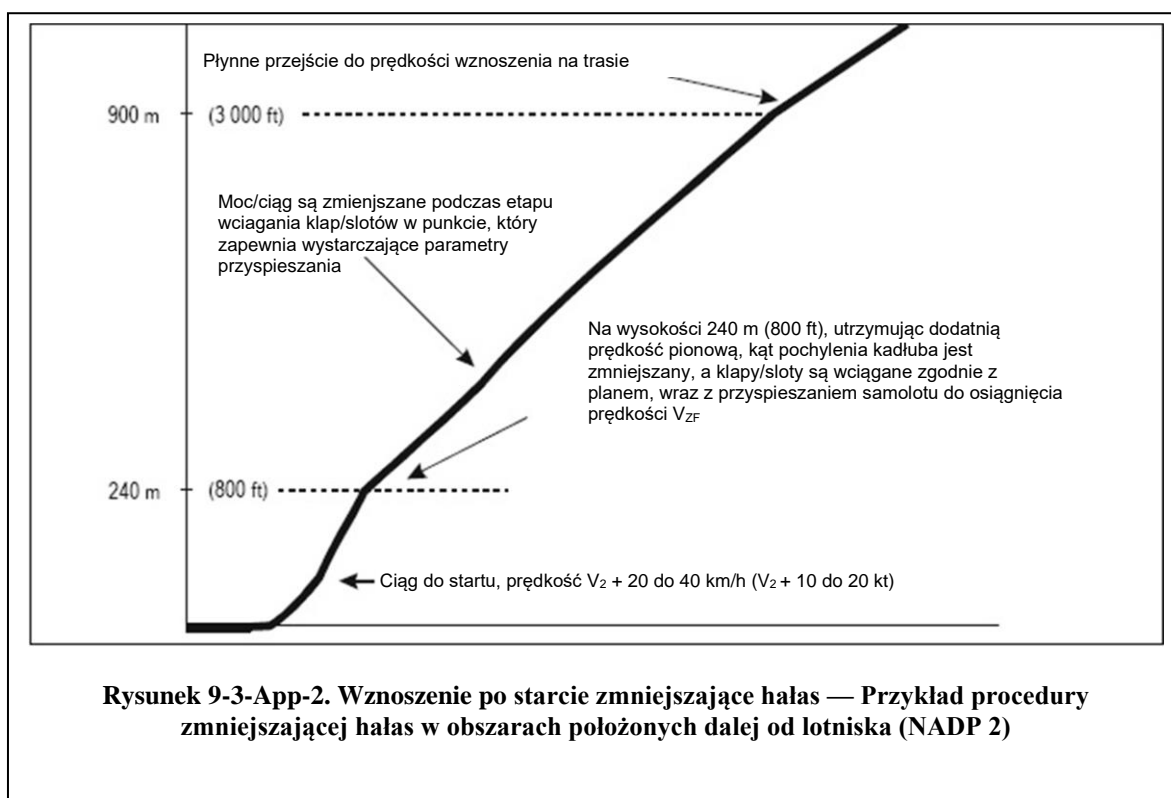 Płynne przejście do prędkości wznoszenia na trasie
900 m (3 000 ft)
Moc/ciąg są zmienjszane podczas etapu
wciagania klap/slotów w punkcie, który
zapewnia wystarczające parametry
przyspieszania
Na wysokości 240 m (800 ft), utrzymując dodatnią
prędkość pionową, kąt pochylenia kadłuba jest
zmniejszany, a klapy/sloty są wciągane zgodnie z
planem, wraz z przyspieszaniem samolotu do osiągnięcia
prędkości VZF
240 m (800 ft)
Ciąg do startu, prędkość V2 + 20 do 40 km/h (V2 + 10 do 20 kt)
Rysunek 9-3-App-2. Wznoszenie po starcie zmniejszające hałas — Przykład procedury
zmniejszającej hałas w obszarach położonych dalej od lotniska (NADP 2)